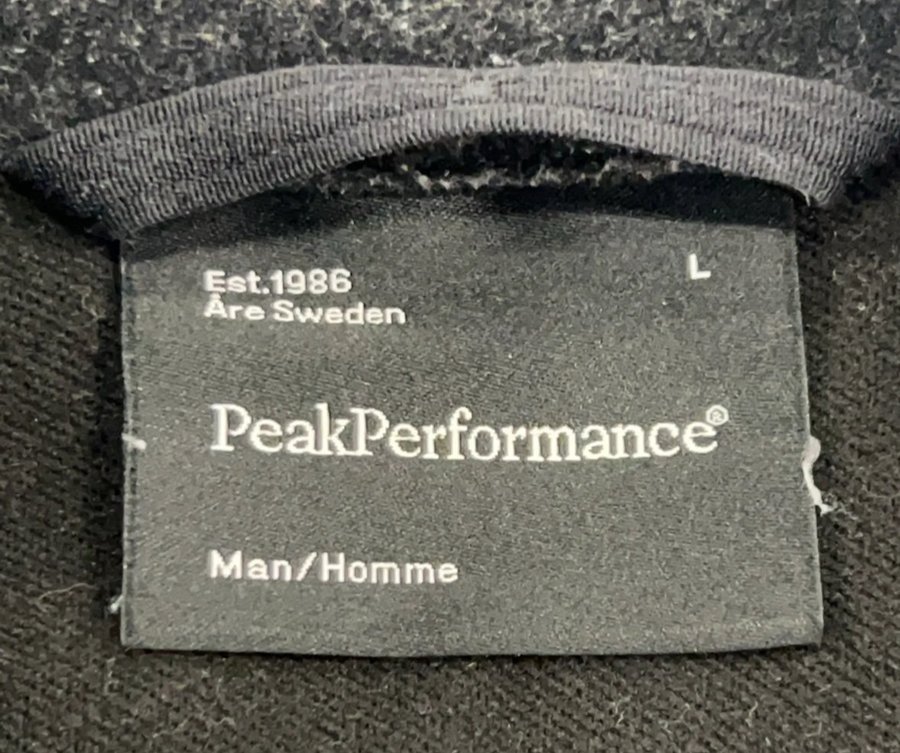 Est.1986
L
Åre Sweden
PeakPerformance®
Man/Homme